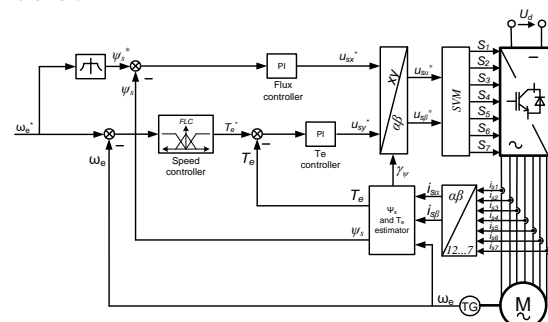 U_d
ψ_s*
ψ_s
PI
Flux
controller
u_sx*
xy
αβ
u_sα*
u_sβ*
SVM
S_1
S_2
S_3
S_4
S_5
S_6
S_7
ω_e*
ω_e
FLC
Speed
controller
T_e*
T_e
PI
Te
controller
u_sy*
γ_ψ
T_e
ψ_s
Ψ_s
and T_e
estimator
i_sα
i_sβ
αβ
12...7
i_s1
i_s2
i_s3
i_s4
i_s5
i_s6
i_s7
ω_e
TG
M